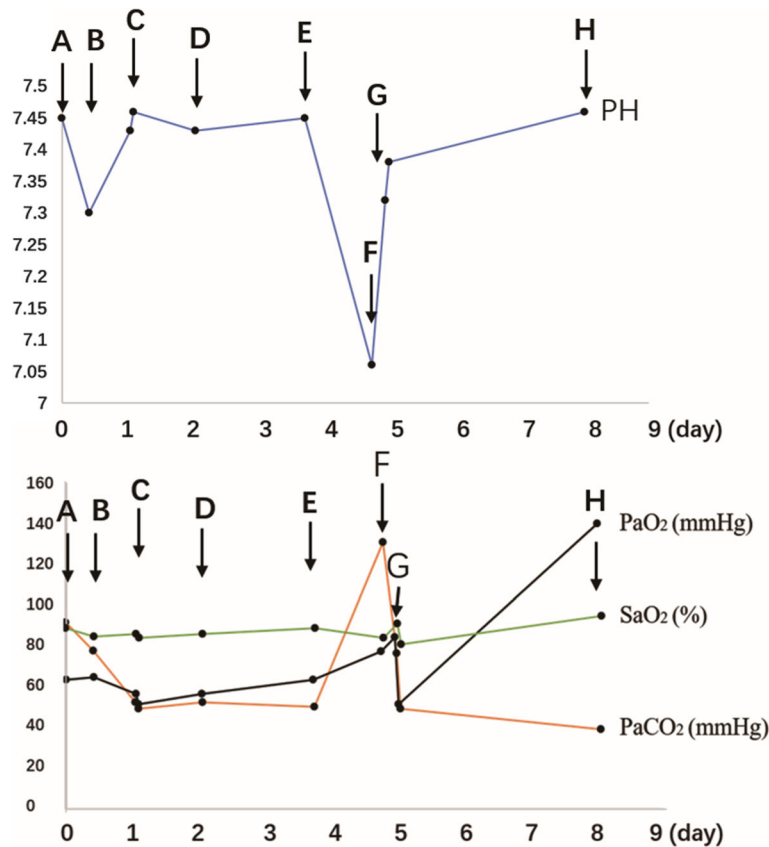 A B C D E G H
7.5
7.45
PH
7.4
7.35
7.3
7.25
F
7.2
7.15
7.1
7.05
7
0 1 2 3 4 5 6 7 8 9 (day)
160
F
A B C D E H
140
PaO2 (mmHg)
120
G
100
SaO2 (%)
80
60
40
PaCO2 (mmHg)
20
0
0 1 2 3 4 5 6 7 8 9 (day)